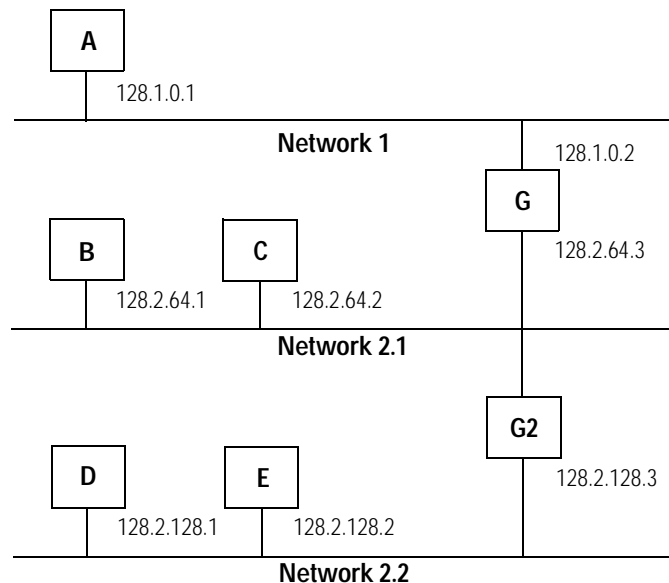 A
128.1.0.1
Network 1
128.1.0.2
G
128.2.64.3
B
128.2.64.1
C
128.2.64.2
Network 2.1
G2
128.2.128.3
D
128.2.128.1
E
128.2.128.2
Network 2.2